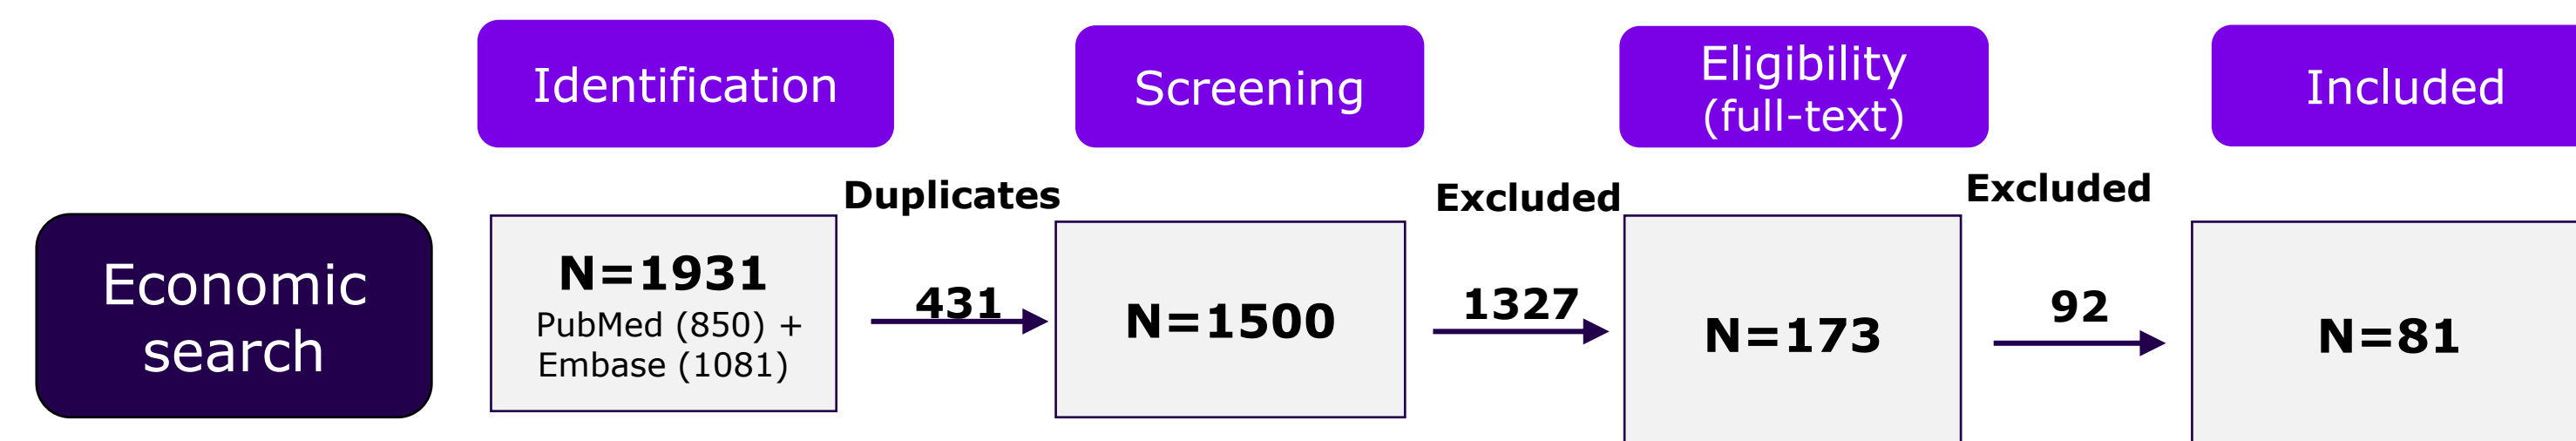 Identification
Screening
Eligibility
(full-text)
Included
Duplicates
Excluded
Excluded
Economic
search
N=1931
PubMed (850) +
Embase (1081)
431
N=1500
1327
N=173
92
N=81